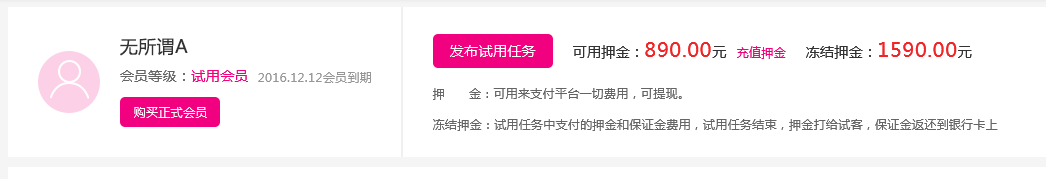 无所谓A
会员等级：试用会员 2016.12.12会员到期
购买正式会员
发布试用任务 可用押金：890.00元 充值押金 冻结押金：1590.00元
押 金：可用来支付平台一切费用，可提现。
冻结押金：试用任务中支付的押金和保证金费用，试用任务结束，押金打给试客，保证金返还到银行卡上